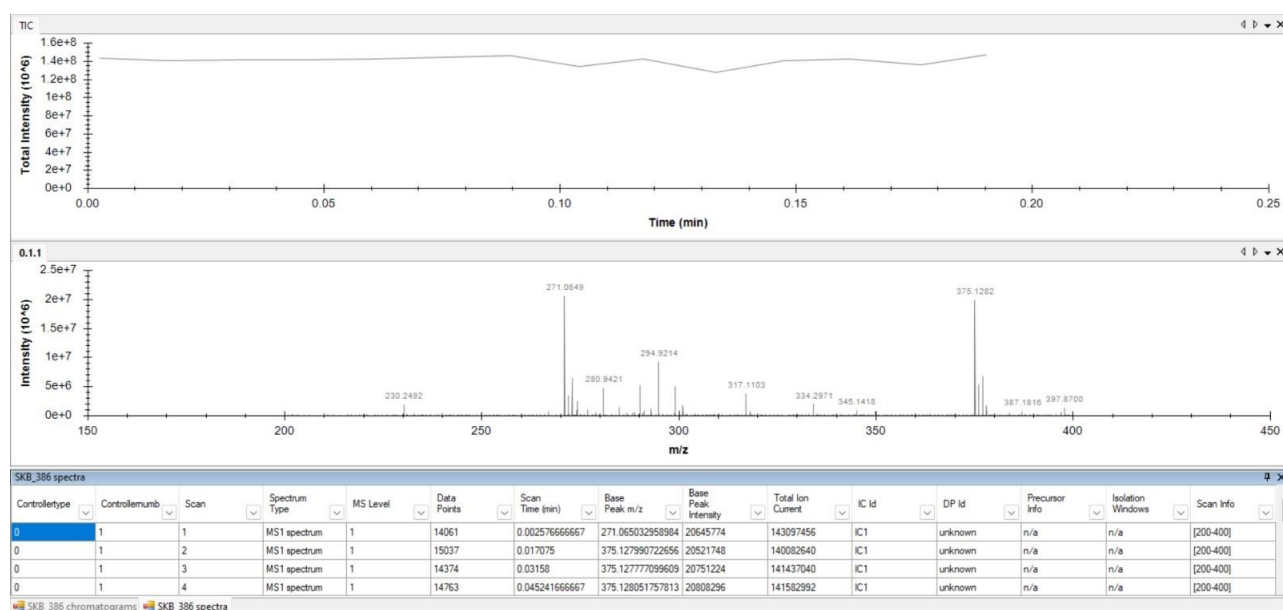 TIC
1.6e+8
1.4e+8
1.2e+8
1e+8
8e+7
6e+7
4e+7
2e+7
0e+0
Total Intensity (10^6)
0.00 0.05 0.10 0.15 0.20 0.25
Time (min)
0.1.1
2.5e+7
2e+7
1.5e+7
1e+7
5e+6
0e+0
Intensity (10^6)
271.0649
375.1282
294.9214
280.9421
317.1103
230.2492
334.2971
345.1418
387.1816
397.8700
150 200 250 300 350 400 450
m/z
SKB_386 spectra
Controllertype Controllernumb Scan Spectrum Type MS Level Data Points Scan Time (min) Base Peak m/z Base Peak Intensity Total Ion Current IC Id DP Id Precursor Info Isolation Windows Scan Info
0 1 1 MS1 spectrum 1 14061 0.002576666667 271.065032958984 20645774 143097456 IC1 unknown n/a n/a [200-400]
0 1 2 MS1 spectrum 1 15037 0.017075 375.127990722656 20521748 140082640 IC1 unknown n/a n/a [200-400]
0 1 3 MS1 spectrum 1 14374 0.03158 375.127777099609 20751224 141437040 IC1 unknown n/a n/a [200-400]
0 1 4 MS1 spectrum 1 14763 0.045241666667 375.128051757813 20808296 141582992 IC1 unknown n/a n/a [200-400]
SKB_386 chromatograms SKB_386 spectra